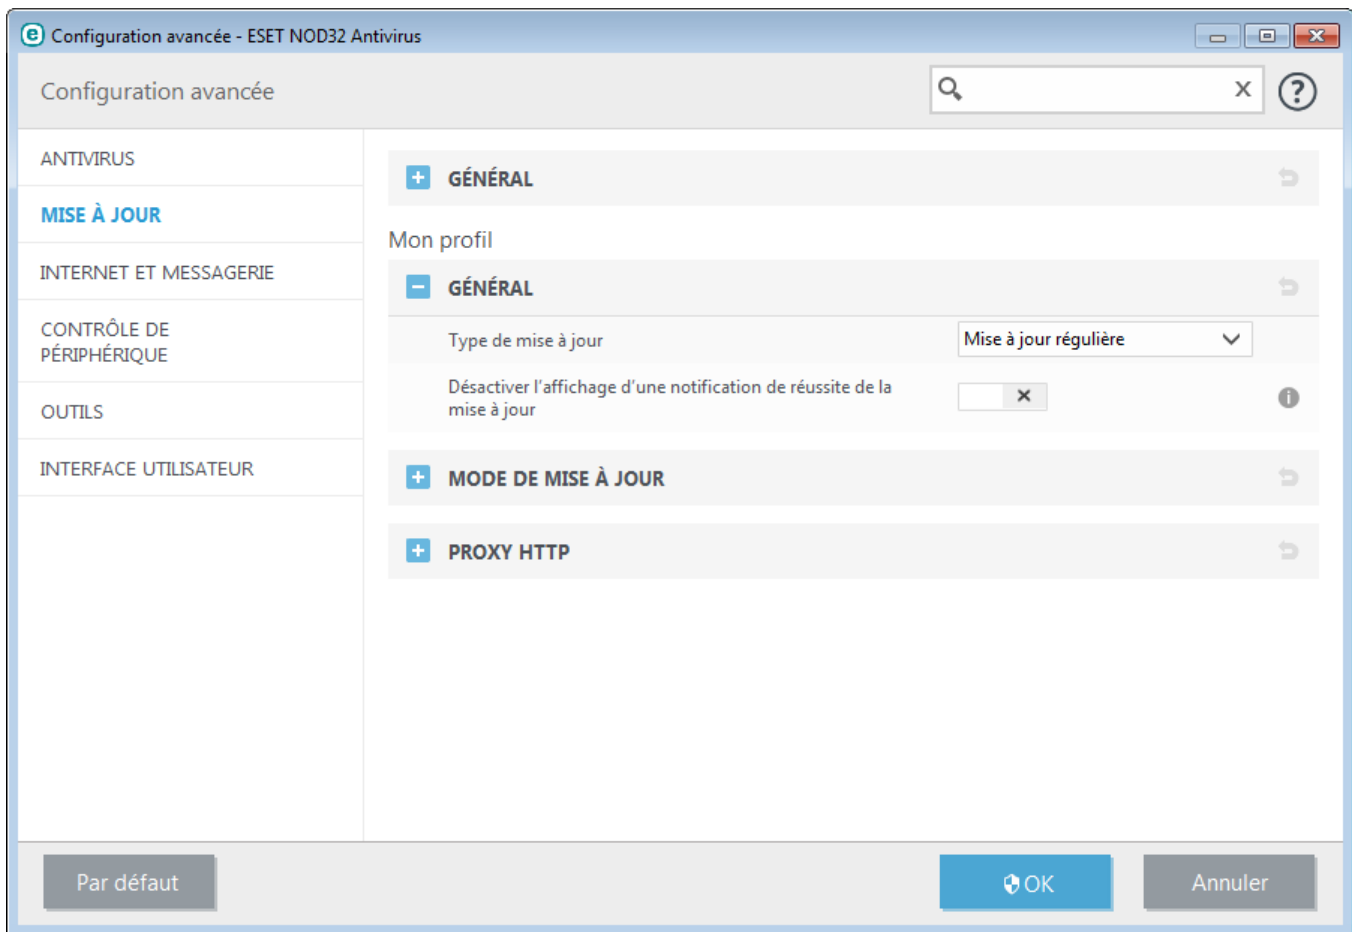 Configuration avancée - ESET NOD32 Antivirus
Configuration avancée
ANTIVIRUS
MISE À JOUR
INTERNET ET MESSAGERIE
CONTRÔLE DE
PÉRIPHÉRIQUE
OUTILS
INTERFACE UTILISATEUR
GÉNÉRAL
Mon profil
GÉNÉRAL
Type de mise à jour
Mise à jour régulière
Désactiver l'affichage d'une notification de réussite de la
mise à jour
MODE DE MISE À JOUR
PROXY HTTP
Par défaut
OK
Annuler